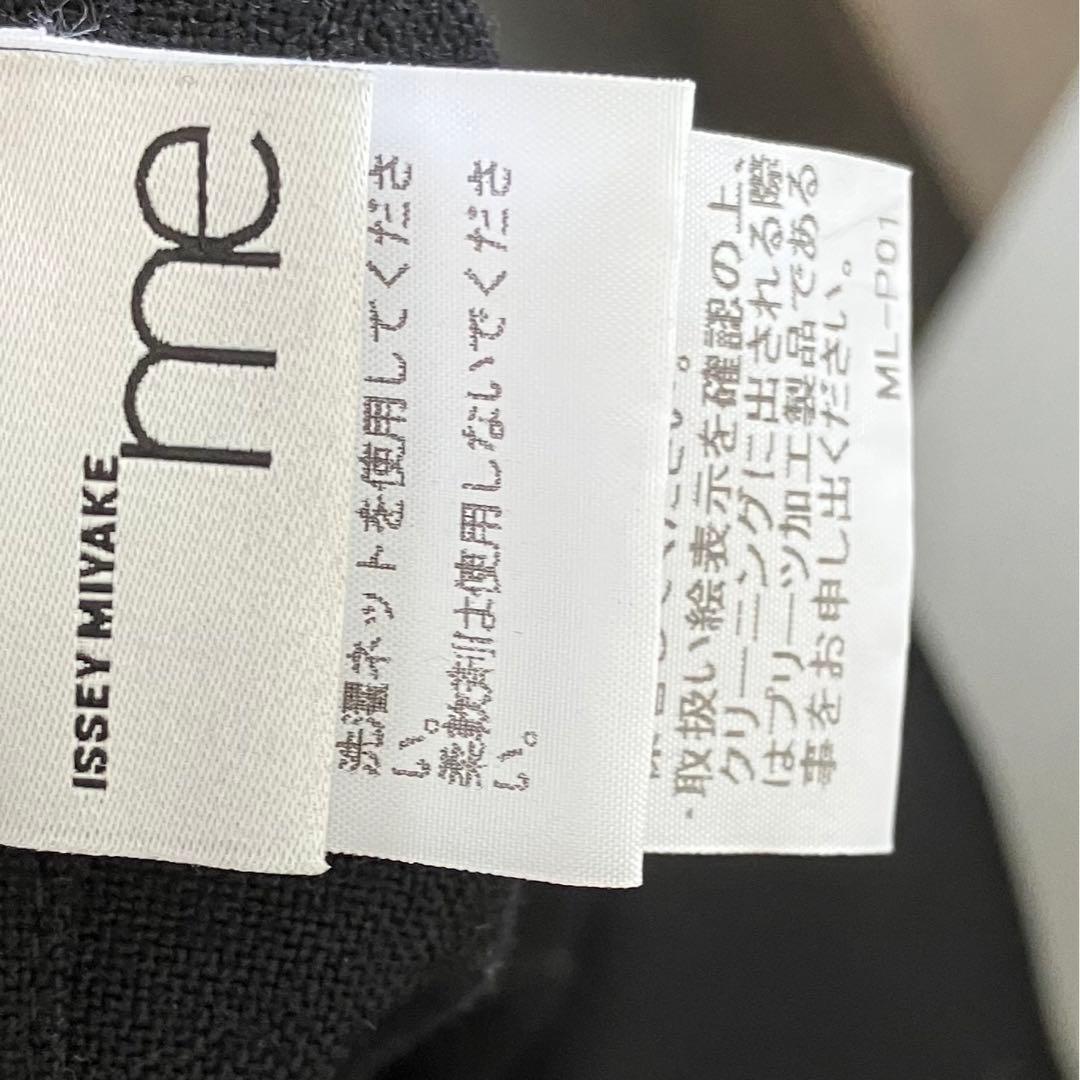 ISSEY MIYAKE
me
洗濯ネットを使用してくださ
い。
柔軟剤は使用しないでくださ
い。
・取扱い絵表示を確認の上、
クリーニングに出される際
はプリーツ加工製品である
事をお申し出ください。
ML-P01